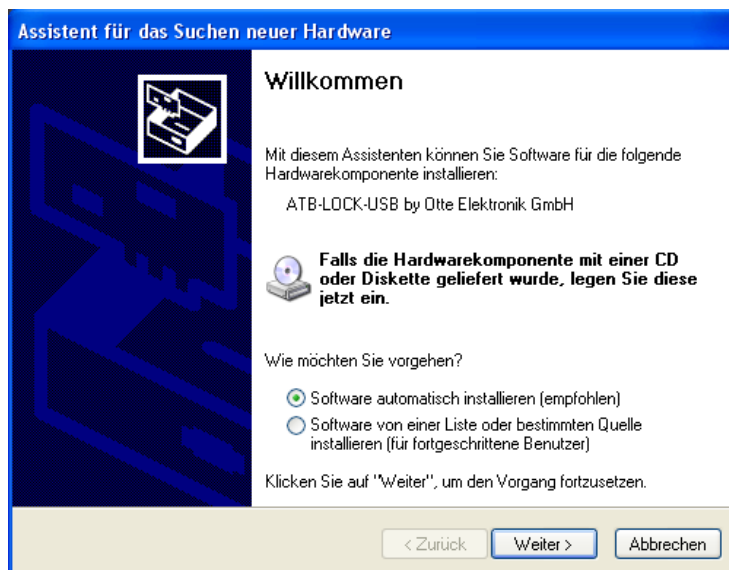 Assistent für das Suchen neuer Hardware
Willkommen
Mit diesem Assistenten können Sie Software für die folgende
Hardwarekomponente installieren:
ATB-LOCK-USB by Otte Elektronik GmbH
Falls die Hardwarekomponente mit einer CD
oder Diskette geliefert wurde, legen Sie diese
jetzt ein.
Wie möchten Sie vorgehen?
Software automatisch installieren (empfohlen)
Software von einer Liste oder bestimmten Quelle
installieren (für fortgeschrittene Benutzer)
Klicken Sie auf "Weiter", um den Vorgang fortzusetzen.
< Zurück Weiter > Abbrechen